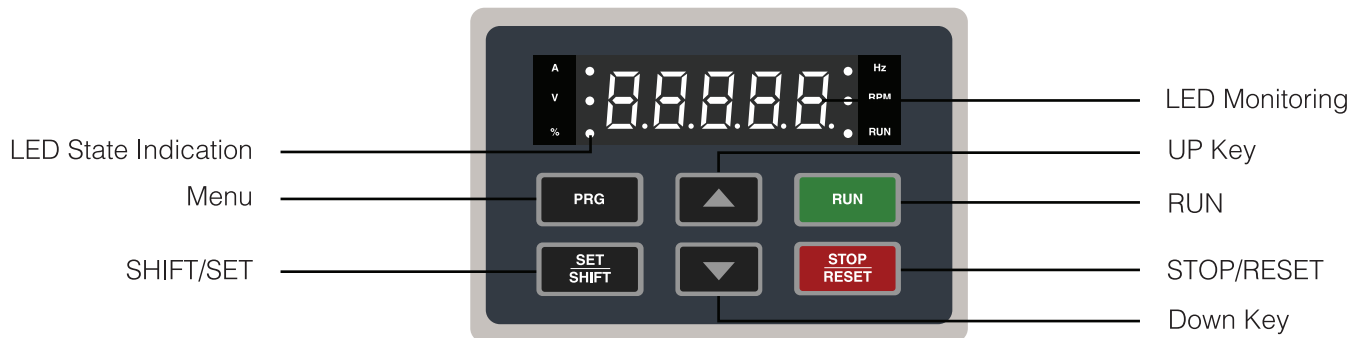 A
V
%
88888
Hz
RPM
RUN
LED Monitoring
LED State Indication
UP Key
Menu
PRG
RUN
RUN
SHIFT/SET
SET
SHIFT
STOP
RESET
STOP/RESET
Down Key